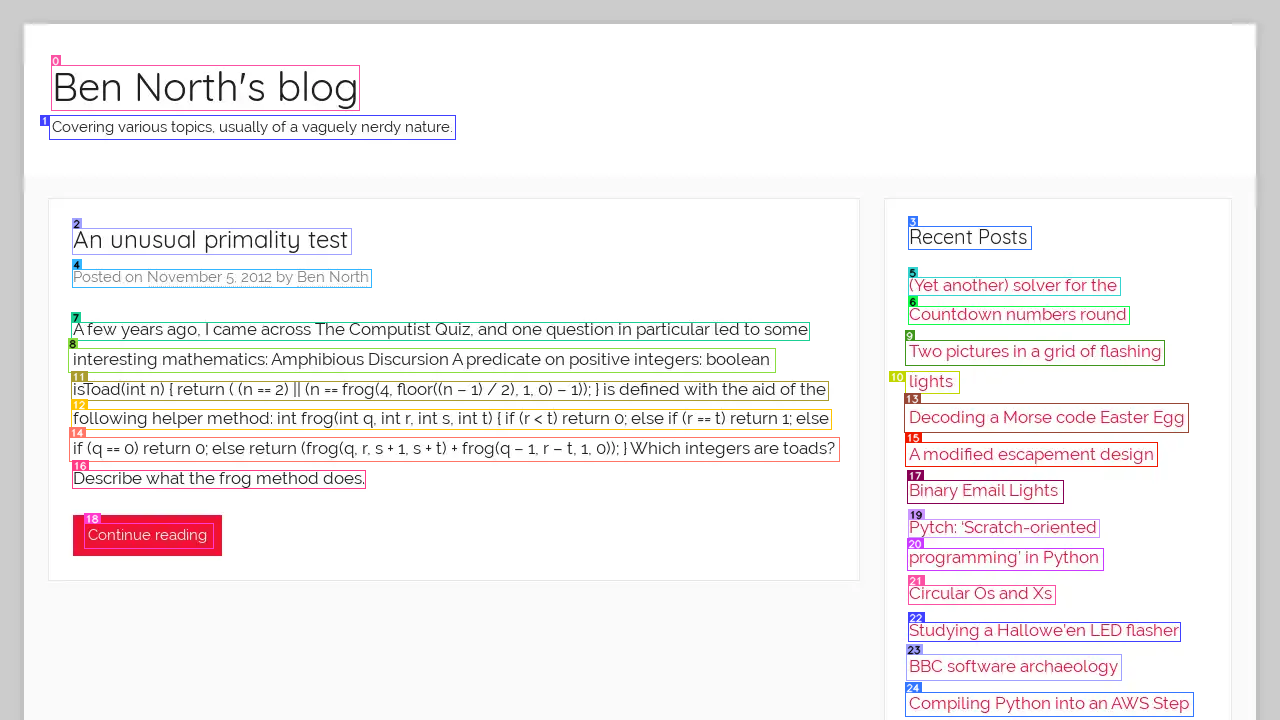 Ben North's blog
Covering various topics, usually of a vaguely nerdy nature.
An unusual primality test
Posted on November 5, 2012 by Ben North
A few years ago, I came across The Computist Quiz, and one question in particular led to some
interesting mathematics: Amphibious Discursion A predicate on positive integers: boolean
isToad(int n) { return ( (n == 2) || (n == frog(4, floor((n − 1) / 2), 1, 0) − 1)); } is defined with the aid of the
following helper method: int frog(int q, int r, int s, int t) { if (r < t) return 0; else if (r == t) return 1; else
if (q == 0) return 0; else return (frog(q, r, s + 1, s + t) + frog(q − 1, r − t, 1, 0)); } Which integers are toads?
Describe what the frog method does.
Continue reading
Recent Posts
(Yet another) solver for the
Countdown numbers round
Two pictures in a grid of flashing
lights
Decoding a Morse code Easter Egg
A modified escapement design
Binary Email Lights
Pytch: ‘Scratch-oriented
programming’ in Python
Circular Os and Xs
Studying a Hallowe’en LED flasher
BBC software archaeology
Compiling Python into an AWS Step